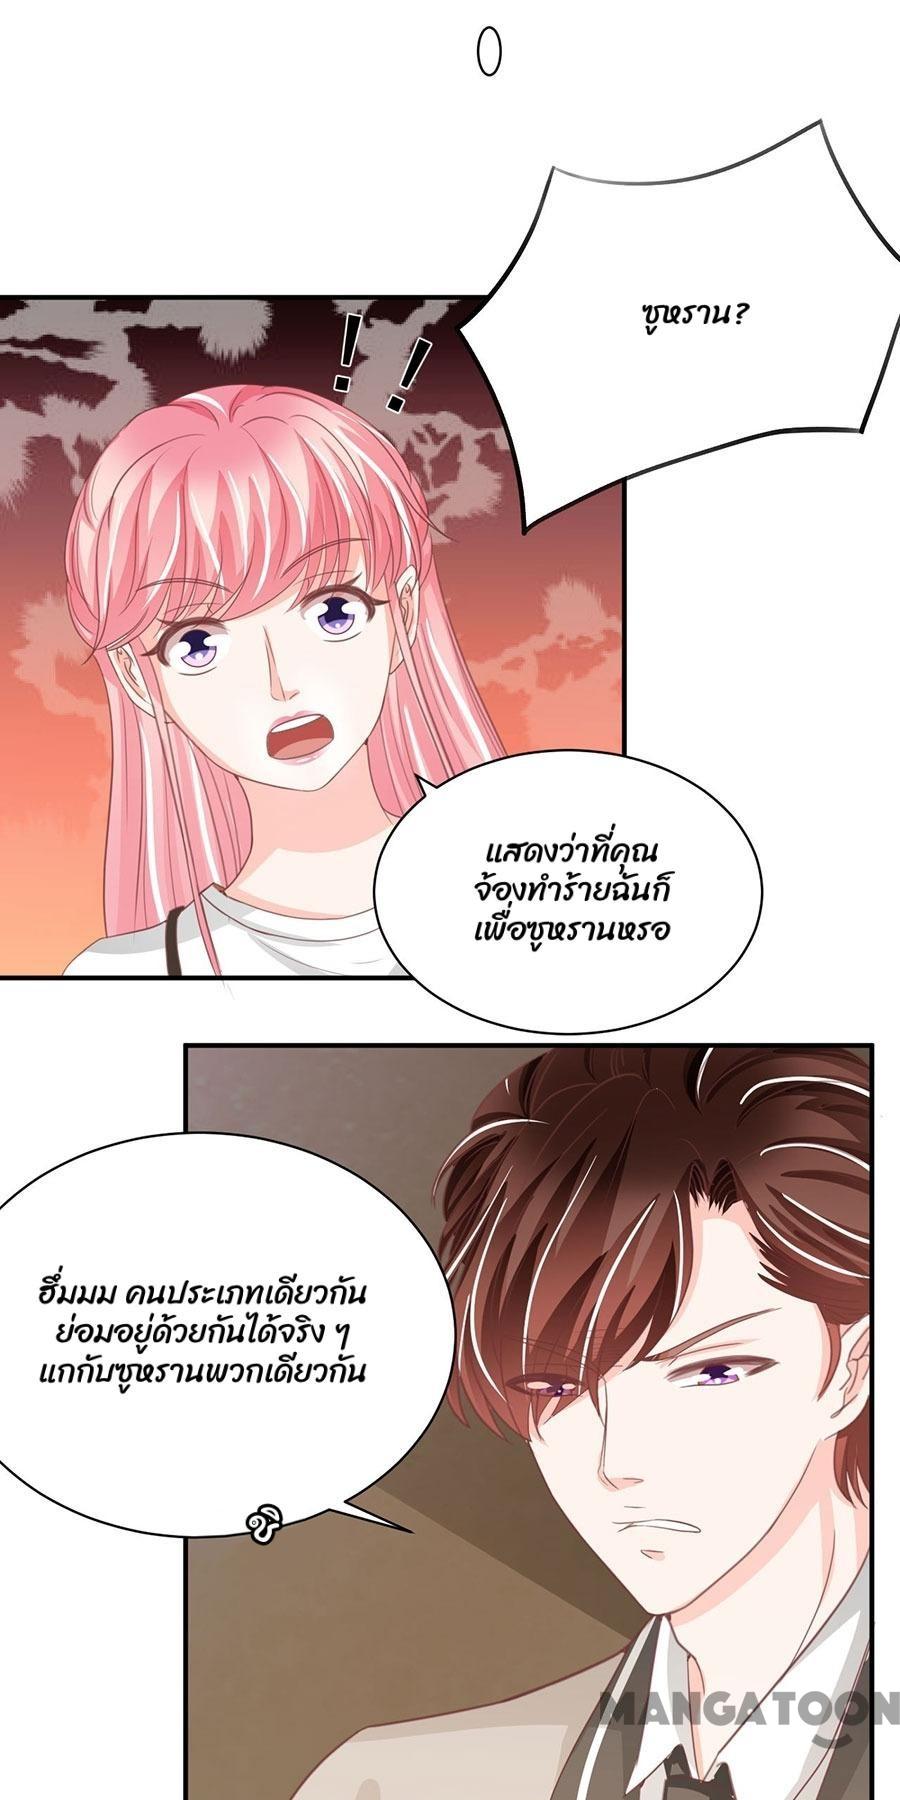 ซูหราน?
! !
แสดงว่าที่คุณ
จ้องทำร้ายฉันก็
เพื่อซูหรานหรอ
ฮึ่มมม คนประเภทเดียวกัน
ย่อมอยู่ด้วยกันได้จริง ๆ
แกกับซูหรานพวกเดียวกัน
ชิ
MANGATOON